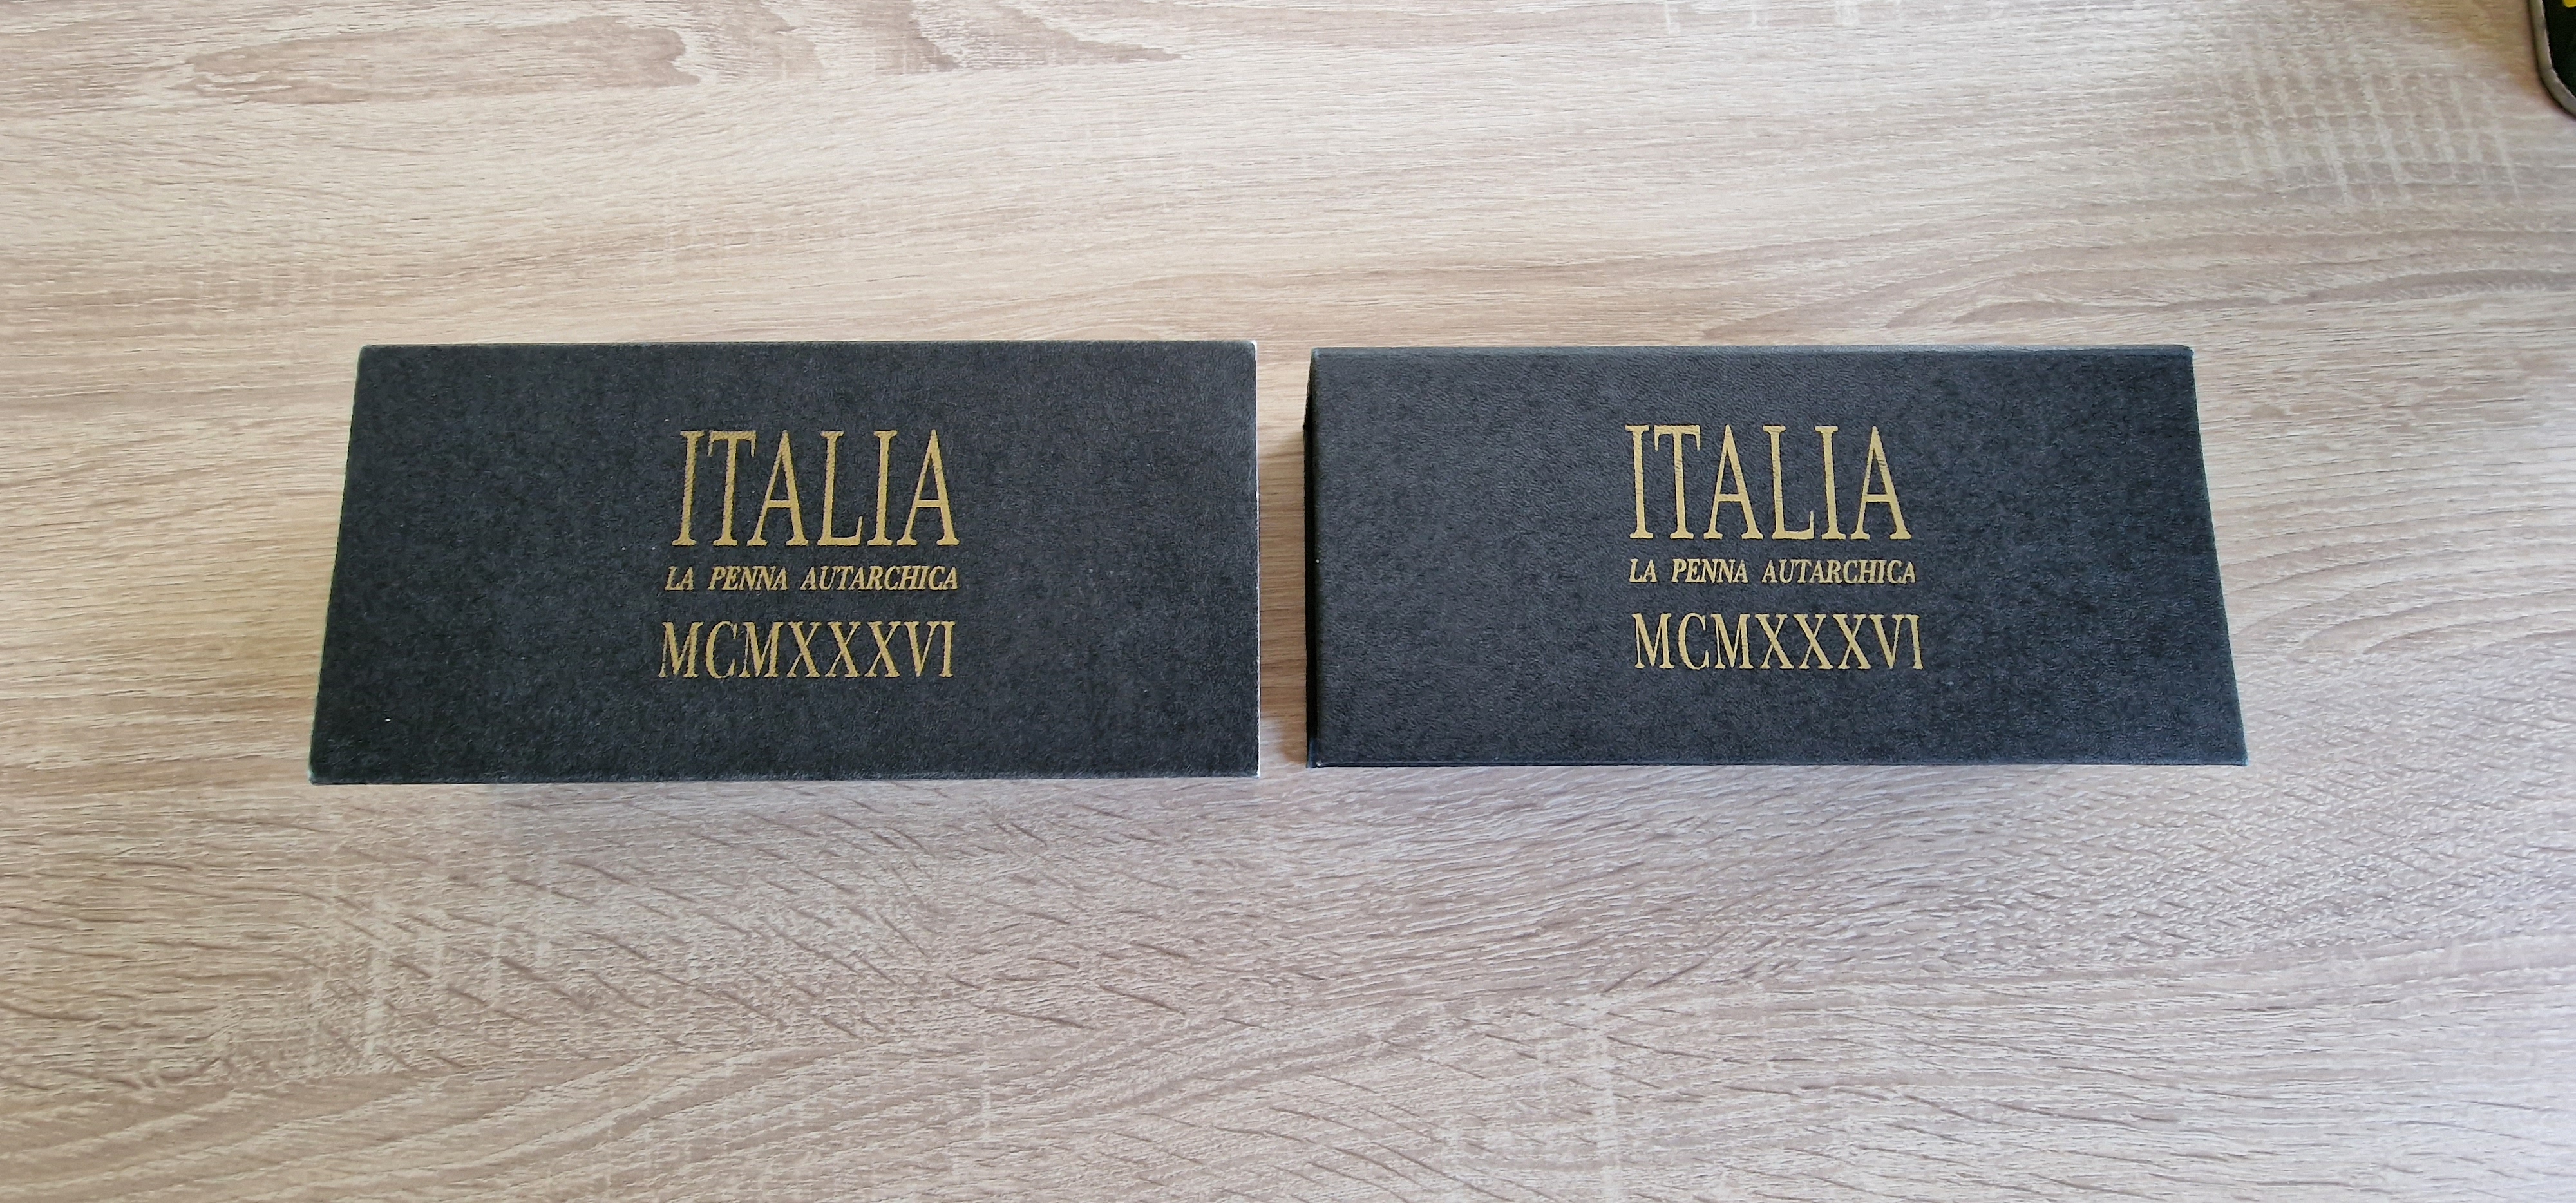 ITALIA
LA PENNA AUTARCHICA
MCMXXXVI
ITALIA
LA PENNA AUTARCHICA
MCMXXXVI